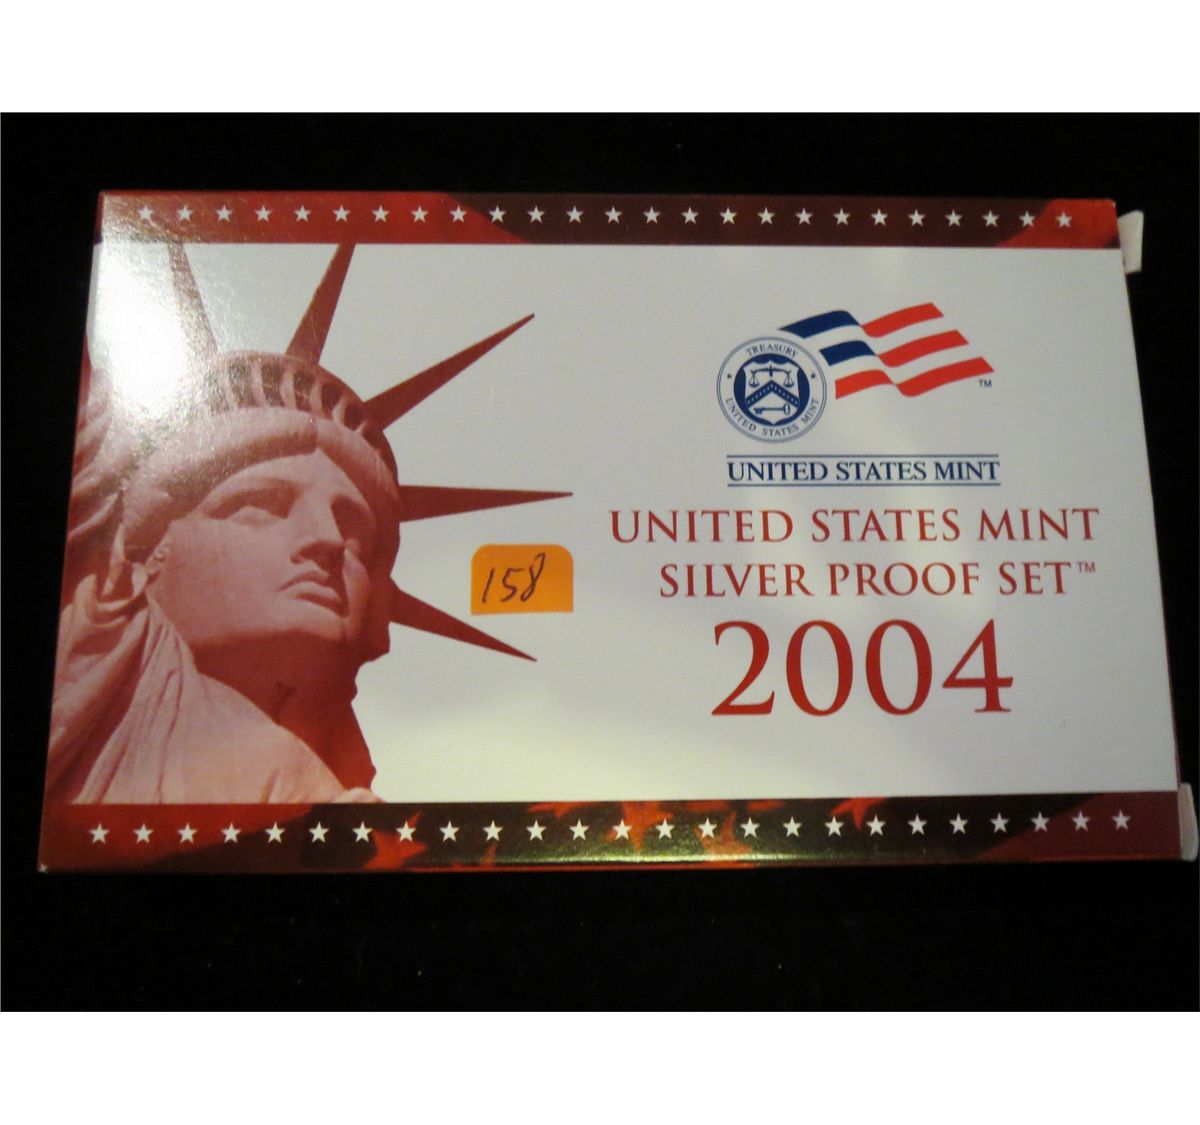 TREASURY
UNITED STATES MINT
TM
UNITED STATES MINT
UNITED STATES MINT
SILVER PROOF SET™
2004
158